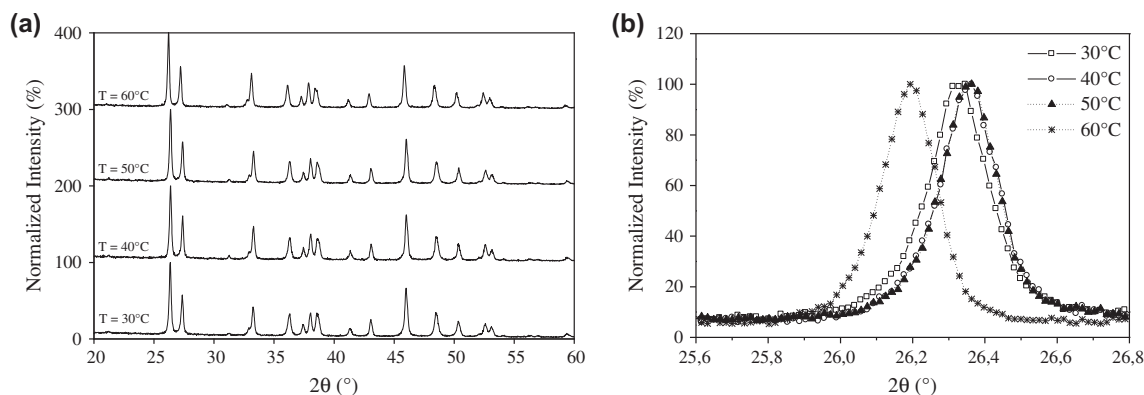 (a)
400
300
200
100
0
Normalized Intensity (%)
T = 60°C
T = 50°C
T = 40°C
T = 30°C
20 25 30 35 40 45 50 55 60
2θ (°)
(b)
120
100
80
60
40
20
0
Normalized Intensity (%)
30°C
40°C
50°C
60°C
25,6 25,8 26,0 26,2 26,4 26,6 26,8
2θ (°)